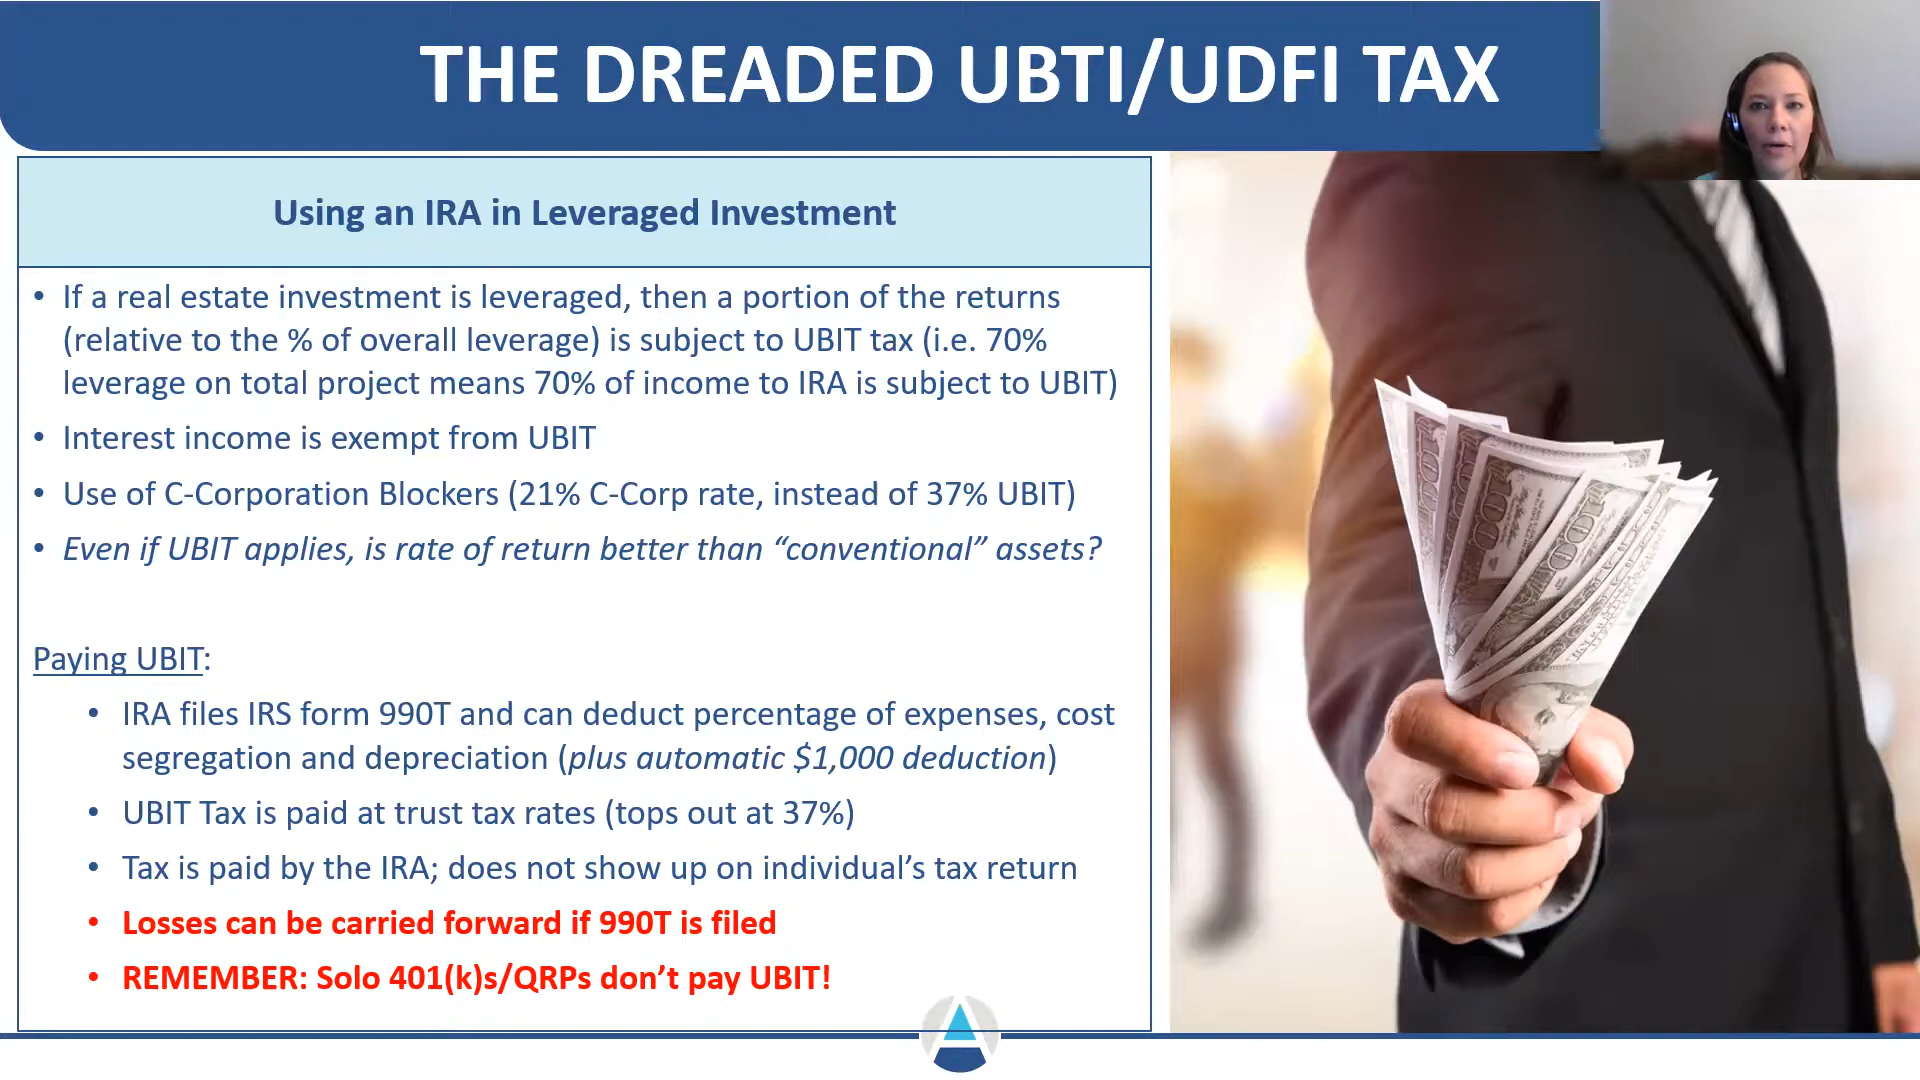 THE DREADED UBTI/UDFI TAX
Using an IRA in Leveraged Investment
• If a real estate investment is leveraged, then a portion of the returns
(relative to the % of overall leverage) is subject to UBIT tax (i.e. 70%
leverage on total project means 70% of income to IRA is subject to UBIT)
• Interest income is exempt from UBIT
• Use of C-Corporation Blockers (21% C-Corp rate, instead of 37% UBIT)
• Even if UBIT applies, is rate of return better than “conventional” assets?
Paying UBIT:
• IRA files IRS form 990T and can deduct percentage of expenses, cost
segregation and depreciation (plus automatic $1,000 deduction)
• UBIT Tax is paid at trust tax rates (tops out at 37%)
• Tax is paid by the IRA; does not show up on individual’s tax return
• Losses can be carried forward if 990T is filed
• REMEMBER: Solo 401(k)s/QRPs don’t pay UBIT!
100
100
100
100